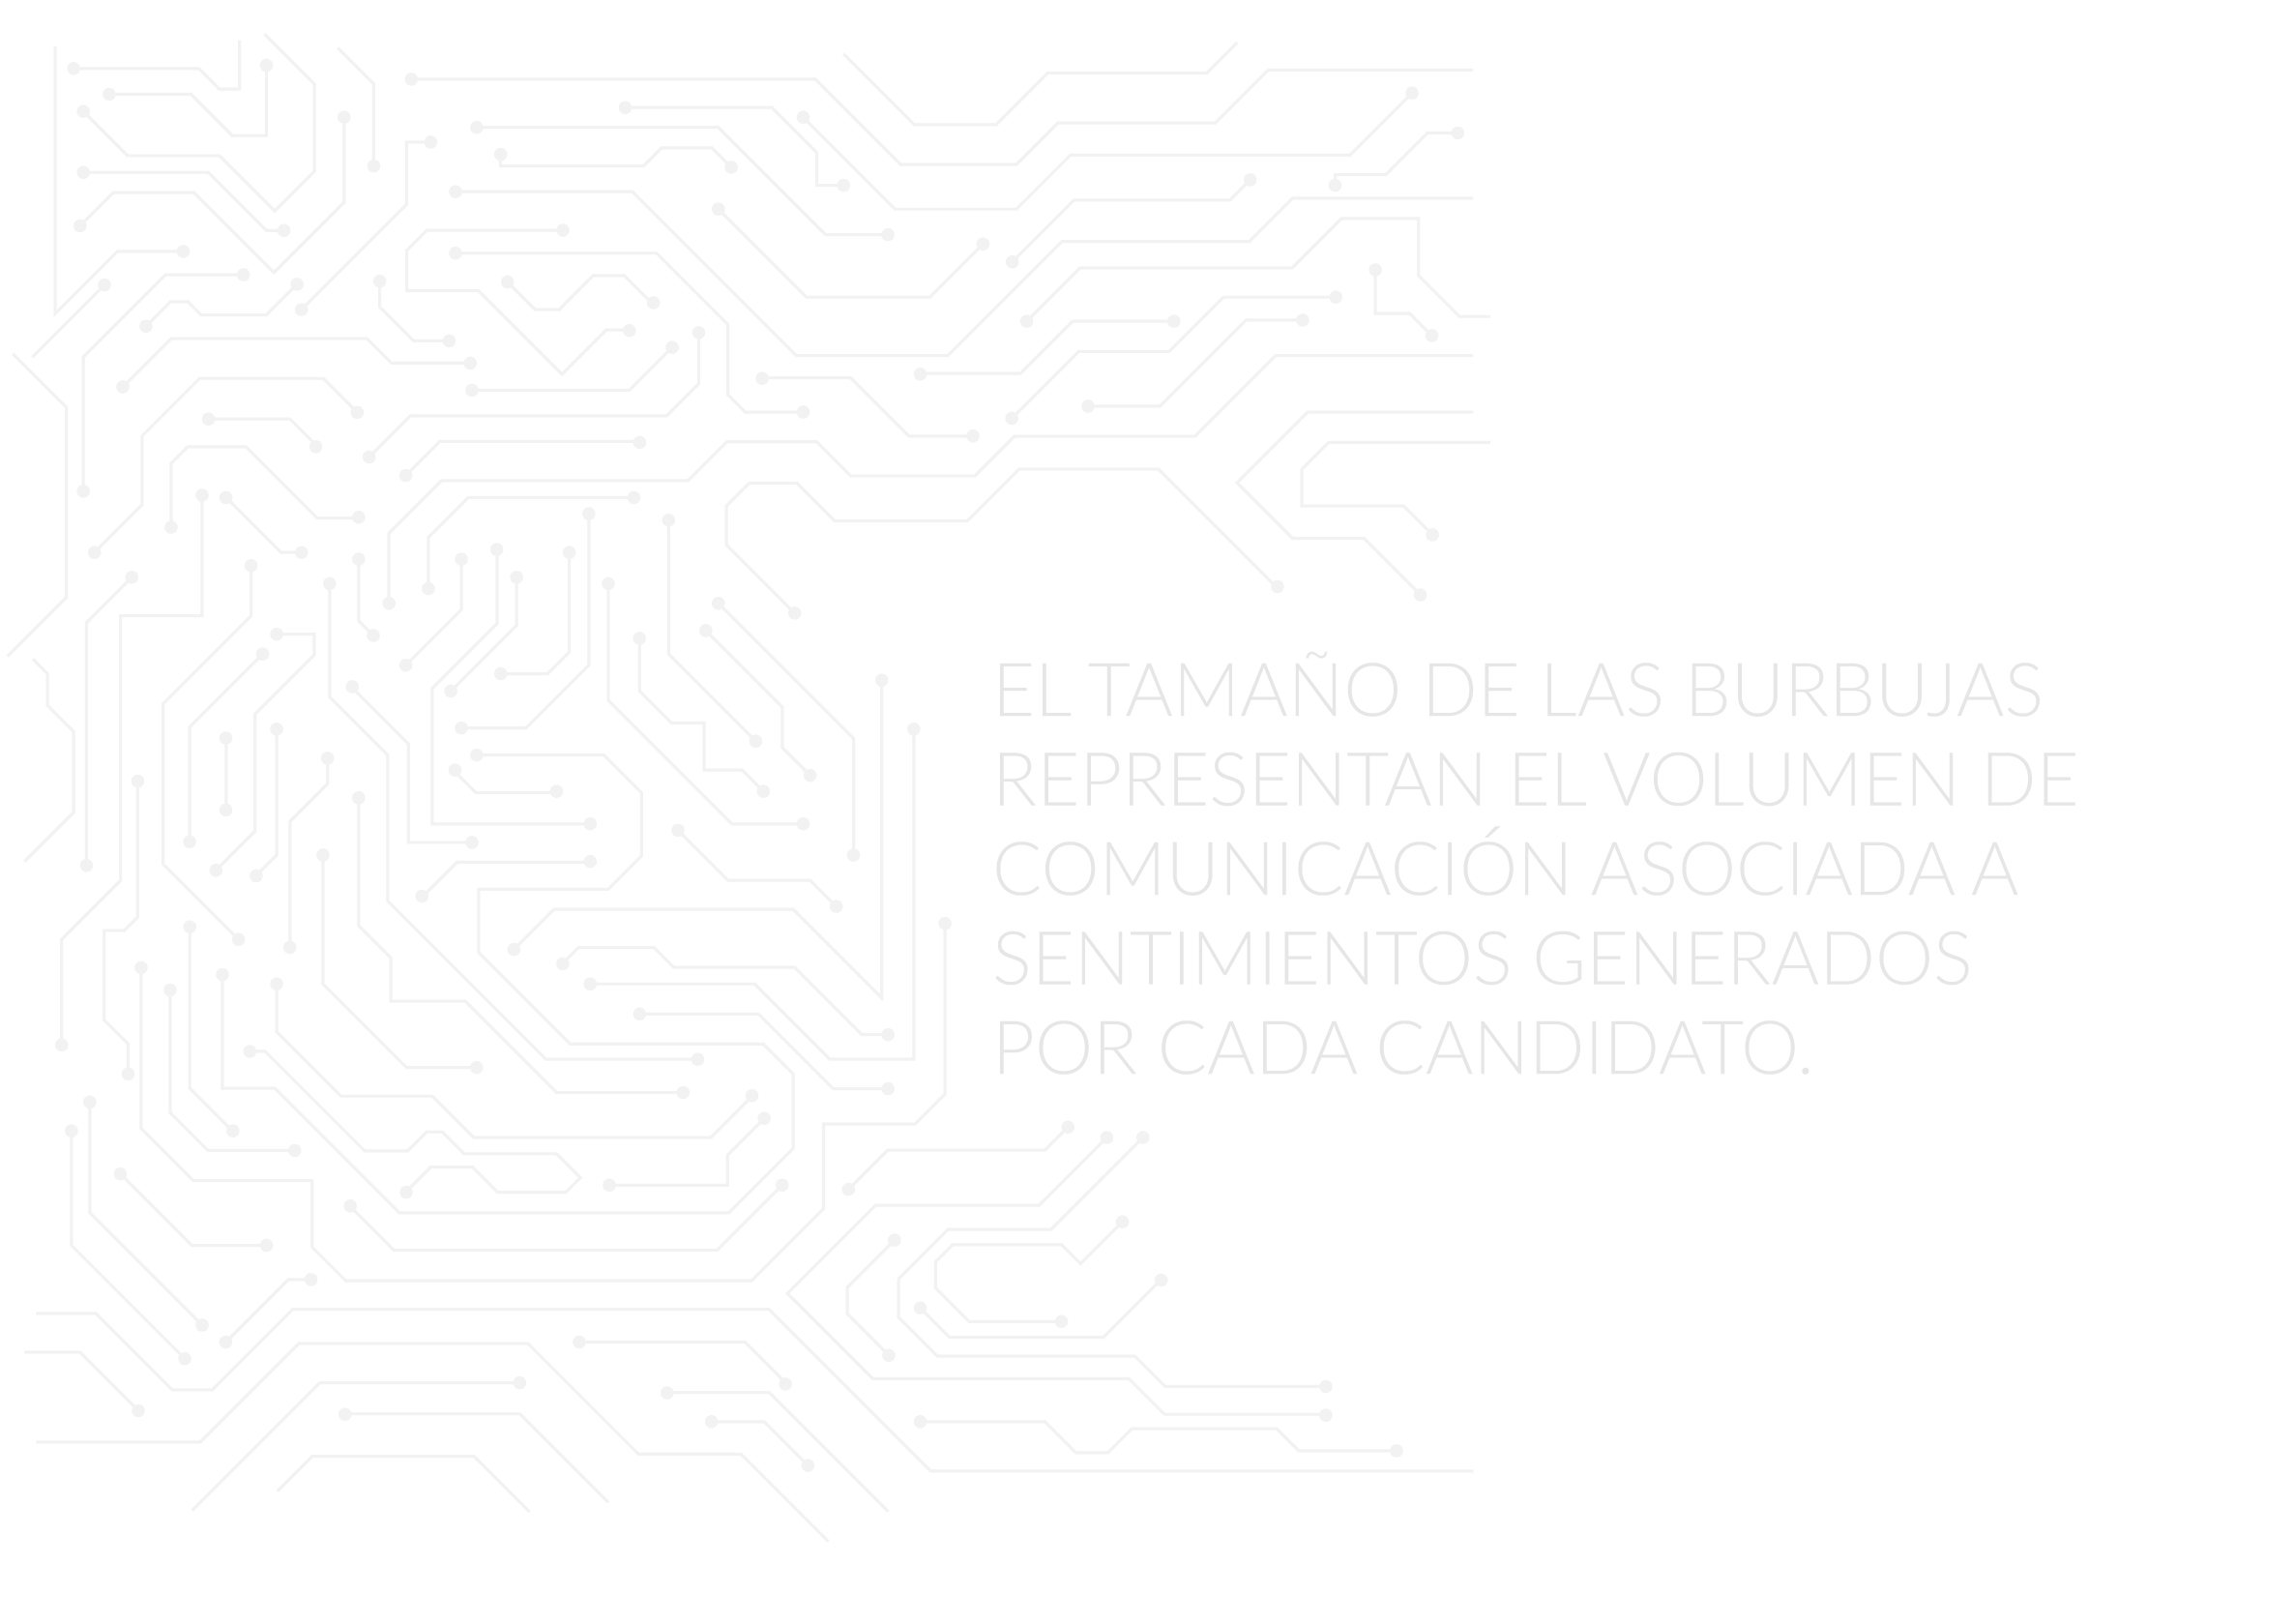 EL TAMAÑO DE LAS BURBUJAS
REPRESENTAN EL VOLUMEN DE
COMUNICACIÓN ASOCIADA A
SENTIMIENTOS GENERADOS
POR CADA CANDIDATO.